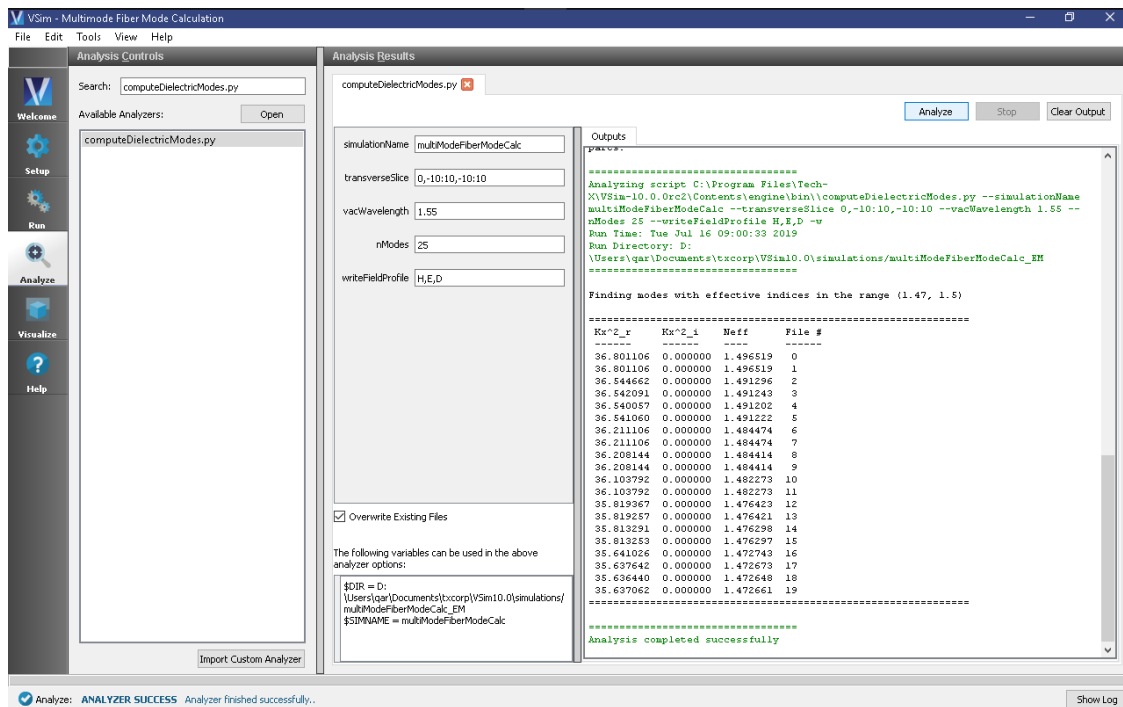 VSim - Multimode Fiber Mode Calculation
File Edit Tools View Help
Welcome
Setup
Run
Analyze
Visualize
Help
Analysis Controls
Search: computeDielectricModes.py
Available Analyzers: Open
computeDielectricModes.py
Import Custom Analyzer
Analysis Results
computeDielectricModes.py
Analyze Stop Clear Output
simulationName multiModeFiberModeCalc
transverseSlice 0,-10:10,-10:10
vacWavelength 1.55
nModes 25
writeFieldProfile H,E,D
Overwrite Existing Files
The following variables can be used in the above
analyzer options:
$DIR = D:
\Users\qar\Documents\txcorp\VSim10.0\simulations/
multiModeFiberModeCalc_EM
$SIMNAME = multiModeFiberModeCalc
Outputs
parts.
==================================
Analyzing script C:\Program Files\Tech-
X\VSim-10.0.0rc2\Contents\engine\bin\\computeDielectricModes.py --simulationName
multiModeFiberModeCalc --transverseSlice 0,-10:10,-10:10 --vacWavelength 1.55 --
nModes 25 --writeFieldProfile H,E,D -w
Run Time: Tue Jul 16 09:00:33 2019
Run Directory: D:
\Users\qar\Documents\txcorp\VSim10.0\simulations/multiModeFiberModeCalc_EM
==================================
Finding modes with effective indices in the range (1.47, 1.5)
==============================================================
Kx^2_r Kx^2_i Neff File #
------ ------ ---- ------
36.801106 0.000000 1.496519 0
36.801106 0.000000 1.496519 1
36.544662 0.000000 1.491296 2
36.542091 0.000000 1.491243 3
36.540057 0.000000 1.491202 4
36.541060 0.000000 1.491222 5
36.211106 0.000000 1.484474 6
36.211106 0.000000 1.484474 7
36.208144 0.000000 1.484414 8
36.208144 0.000000 1.484414 9
36.103792 0.000000 1.482273 10
36.103792 0.000000 1.482273 11
35.819367 0.000000 1.476423 12
35.819257 0.000000 1.476421 13
35.813291 0.000000 1.476298 14
35.813253 0.000000 1.476297 15
35.641026 0.000000 1.472743 16
35.637642 0.000000 1.472673 17
35.636440 0.000000 1.472648 18
35.637062 0.000000 1.472661 19
==============================================================
==================================
Analysis completed successfully
Analyze: ANALYZER SUCCESS Analyzer finished successfully..
Show Log